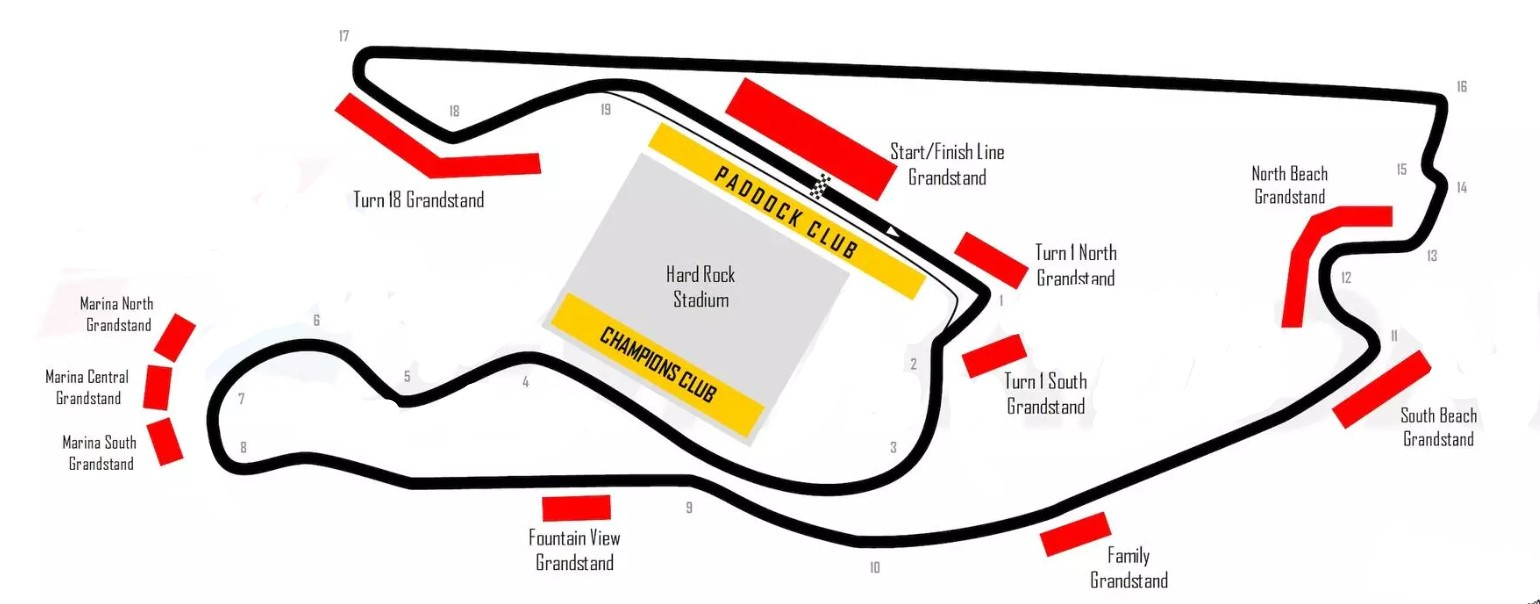 17
16
18
19
Start/Finish Line
Grandstand
PADDOCK CLUB
North Beach
Grandstand
15
14
Turn 18 Grandstand
13
12
11
Turn 1 North
Grandstand
1
Hard Rock
Stadium
Marina North
Grandstand
6
CHAMPIONS CLUB
2
Turn 1 South
Grandstand
Marina Central
Grandstand
7
5
4
South Beach
Grandstand
Marina South
Grandstand
8
3
9
Fountain View
Grandstand
10
Family
Grandstand